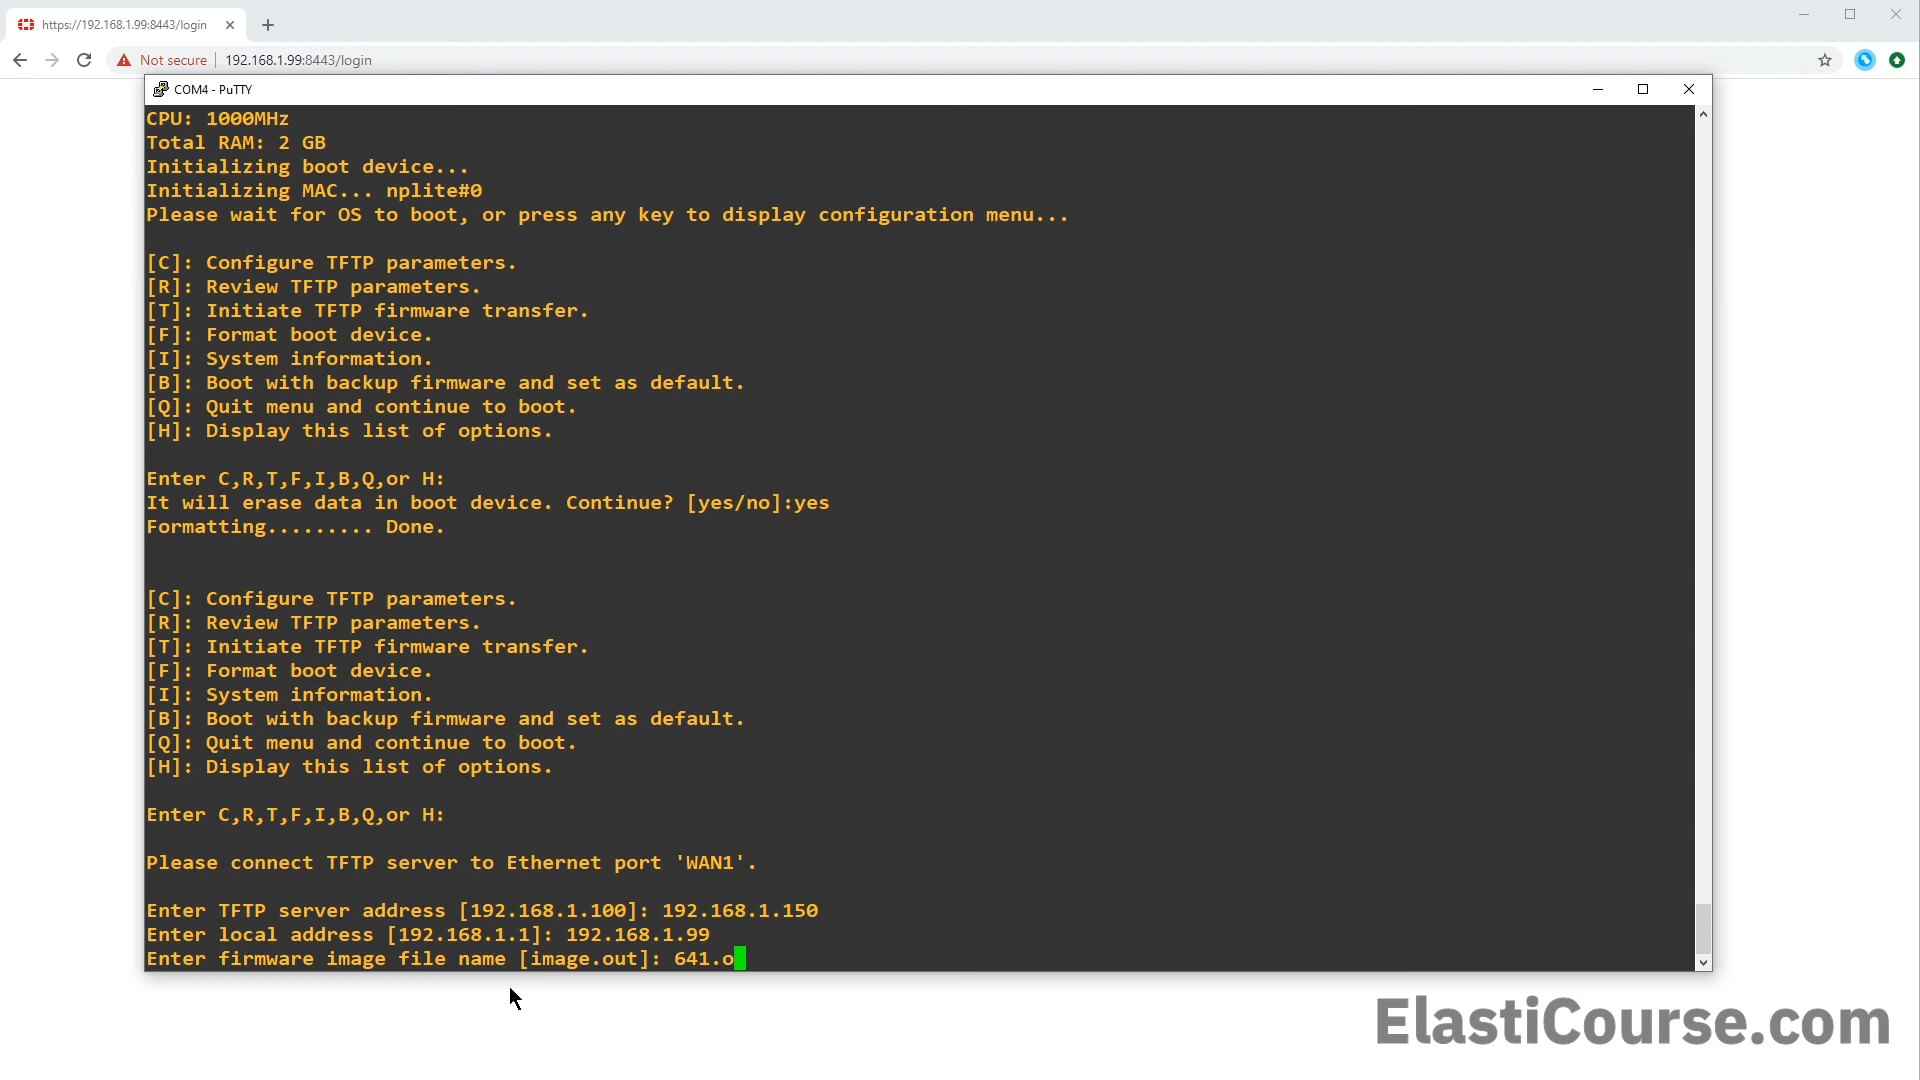 https://192.168.1.99:8443/login
Not secure
192.168.1.99:8443/login
COM4 - PuTTY
CPU: 1000MHz
Total RAM: 2 GB
Initializing boot device...
Initializing MAC... nplite#0
Please wait for OS to boot, or press any key to display configuration menu...
[C]: Configure TFTP parameters.
[R]: Review TFTP parameters.
[T]: Initiate TFTP firmware transfer.
[F]: Format boot device.
[I]: System information.
[B]: Boot with backup firmware and set as default.
[Q]: Quit menu and continue to boot.
[H]: Display this list of options.
Enter C,R,T,F,I,B,Q,or H:
It will erase data in boot device. Continue? [yes/no]:yes
Formatting......... Done.
[C]: Configure TFTP parameters.
[R]: Review TFTP parameters.
[T]: Initiate TFTP firmware transfer.
[F]: Format boot device.
[I]: System information.
[B]: Boot with backup firmware and set as default.
[Q]: Quit menu and continue to boot.
[H]: Display this list of options.
Enter C,R,T,F,I,B,Q,or H:
Please connect TFTP server to Ethernet port 'WAN1'.
Enter TFTP server address [192.168.1.100]: 192.168.1.150
Enter local address [192.168.1.1]: 192.168.1.99
Enter firmware image file name [image.out]: 641.o
ElastiCourse.com